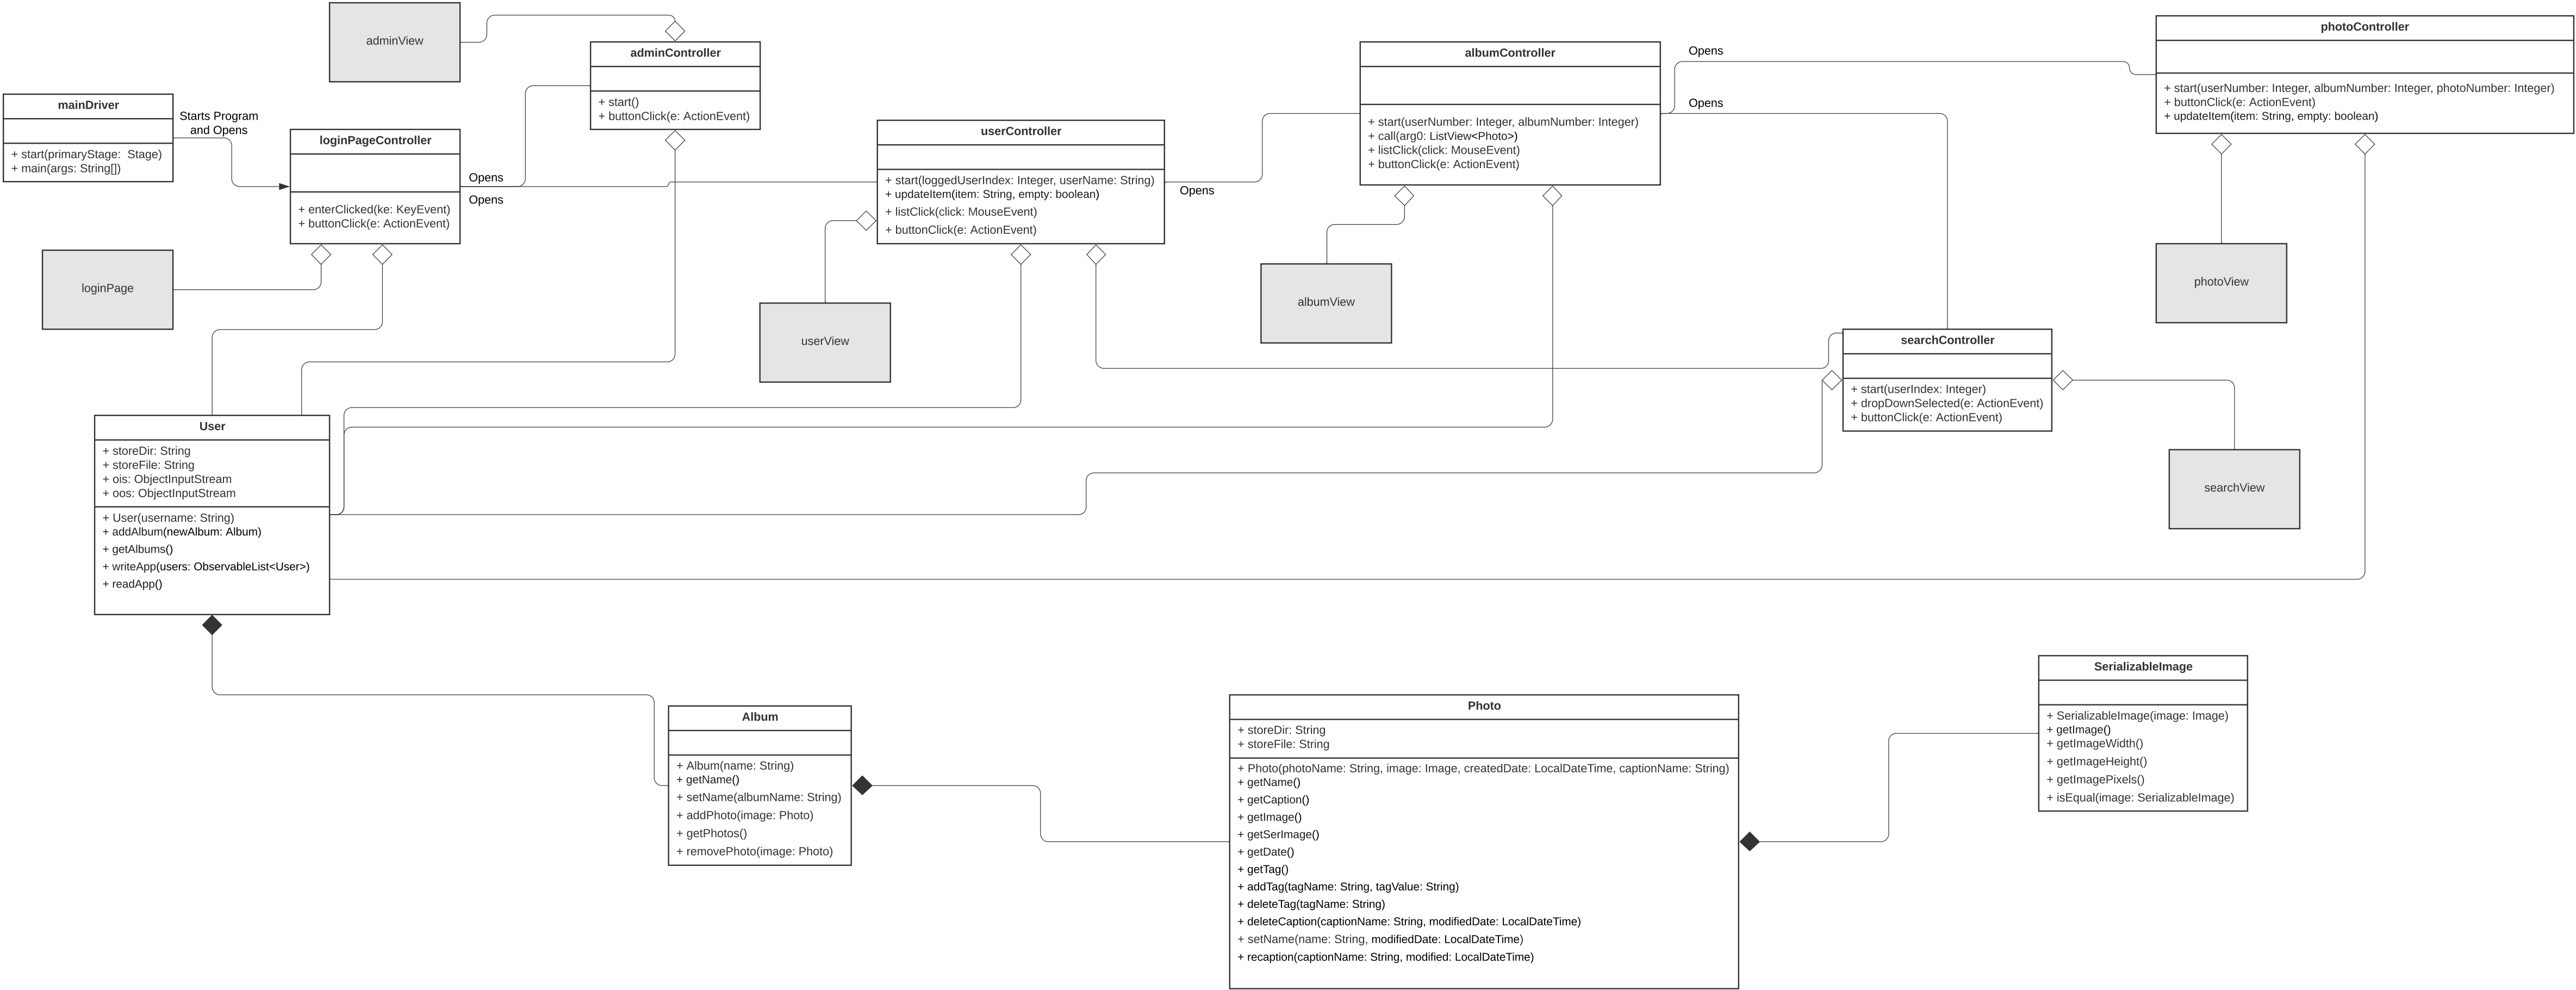 adminView
adminController
+ start()
+ buttonClick(e: ActionEvent)
mainDriver
+ start(primaryStage:  Stage)
+ main(args: String[])
Starts Program
and Opens
loginPageController
+ enterClicked(ke: KeyEvent)
+ buttonClick(e: ActionEvent)
Opens
Opens
loginPage
userController
+ start(loggedUserIndex: Integer, userName: String)
+ updateItem(item: String, empty: boolean)
+ listClick(click: MouseEvent)
+ buttonClick(e: ActionEvent)
Opens
userView
albumController
+ start(userNumber: Integer, albumNumber: Integer)
+ call(arg0: ListView<Photo>)
+ listClick(click: MouseEvent)
+ buttonClick(e: ActionEvent)
Opens
Opens
albumView
photoController
+ start(userNumber: Integer, albumNumber: Integer, photoNumber: Integer)
+ buttonClick(e: ActionEvent)
+ updateItem(item: String, empty: boolean)
photoView
searchController
+ start(userIndex: Integer)
+ dropDownSelected(e: ActionEvent)
+ buttonClick(e: ActionEvent)
searchView
User
+ storeDir: String
+ storeFile: String
+ ois: ObjectInputStream
+ oos: ObjectInputStream
+ User(username: String)
+ addAlbum(newAlbum: Album)
+ getAlbums()
+ writeApp(users: ObservableList<User>)
+ readApp()
Album
+ Album(name: String)
+ getName()
+ setName(albumName: String)
+ addPhoto(image: Photo)
+ getPhotos()
+ removePhoto(image: Photo)
Photo
+ storeDir: String
+ storeFile: String
+ Photo(photoName: String, image: Image, createdDate: LocalDateTime, captionName: String)
+ getName()
+ getCaption()
+ getImage()
+ getSerImage()
+ getDate()
+ getTag()
+ addTag(tagName: String, tagValue: String)
+ deleteTag(tagName: String)
+ deleteCaption(captionName: String, modifiedDate: LocalDateTime)
+ setName(name: String, modifiedDate: LocalDateTime)
+ recaption(captionName: String, modified: LocalDateTime)
SerializableImage
+ SerializableImage(image: Image)
+ getImage()
+ getImageWidth()
+ getImageHeight()
+ getImagePixels()
+ isEqual(image: SerializableImage)